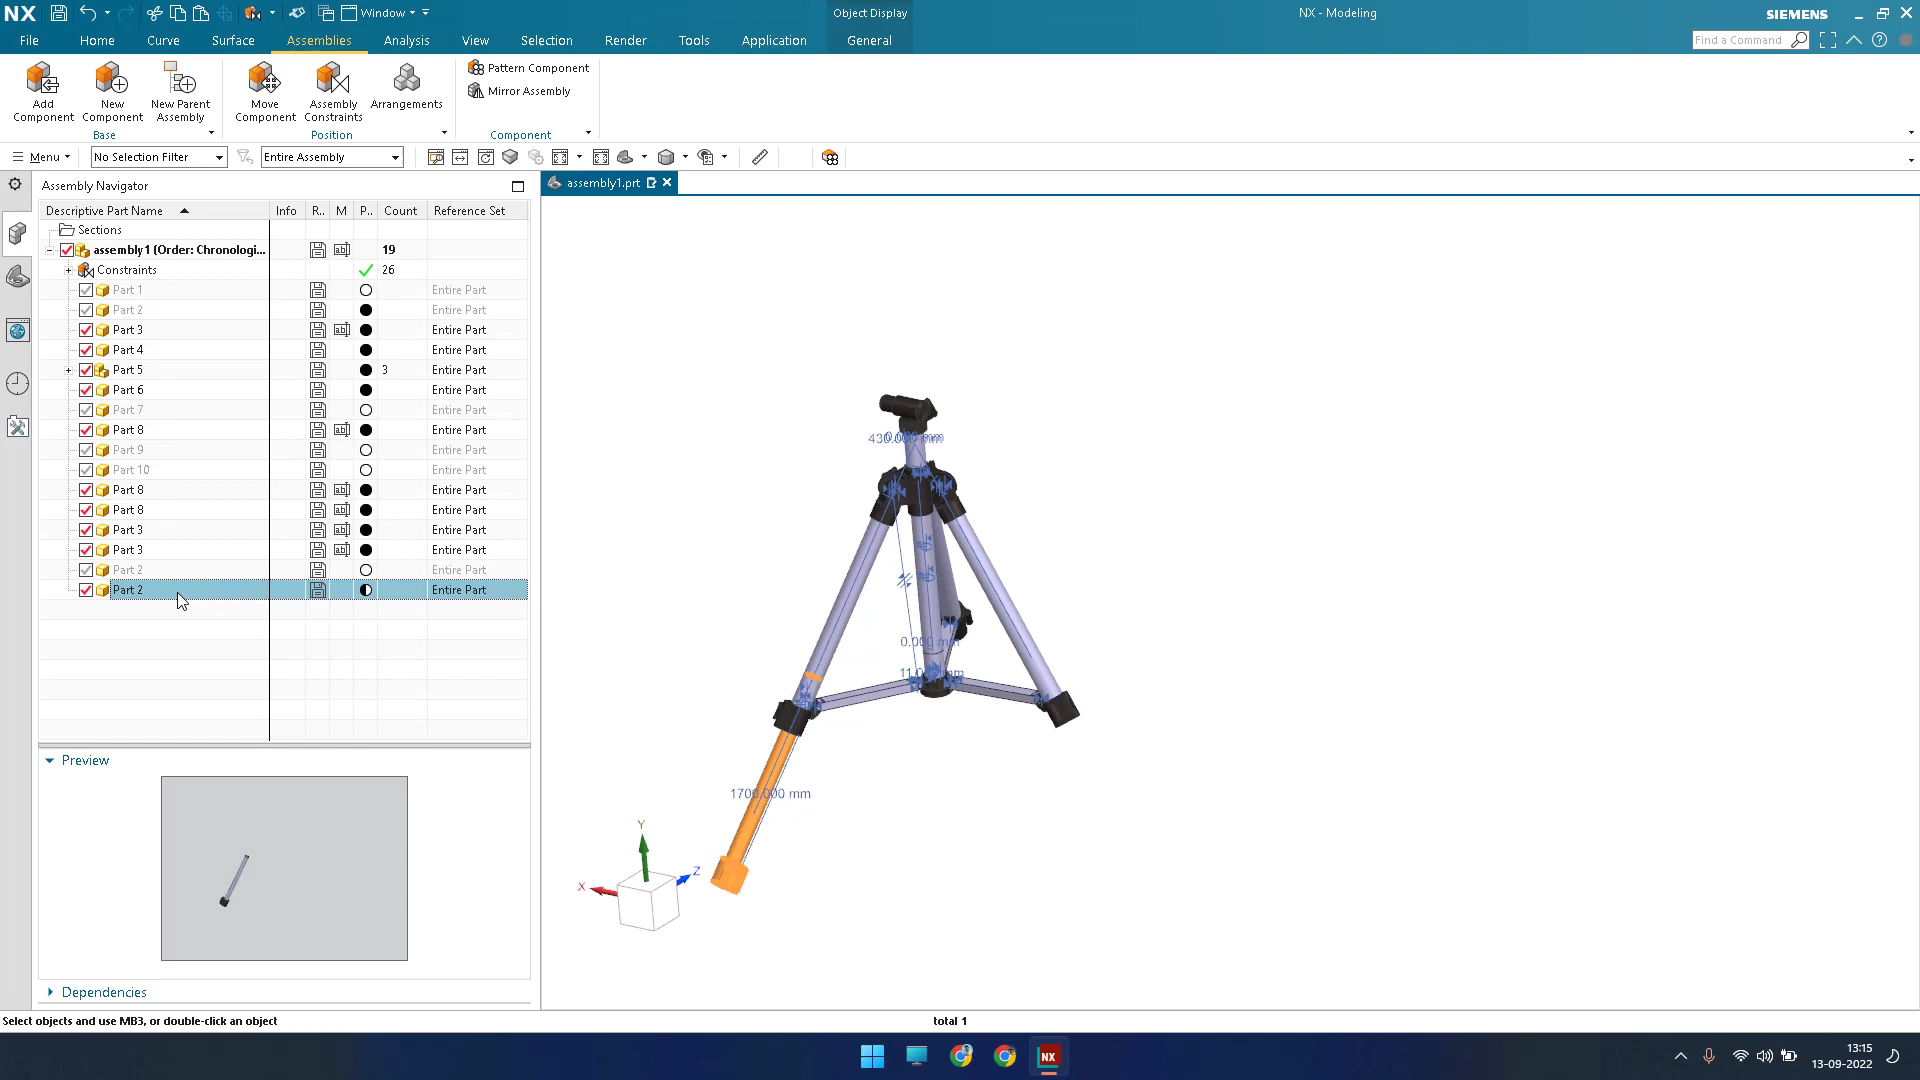 NX
Window
Object Display
NX - Modeling
SIEMENS
File
Home
Curve
Surface
Assemblies
Analysis
View
Selection
Render
Tools
Application
General
Find a Command
Add Component
New Component
New Parent Assembly
Base
Move Component
Assembly Constraints
Arrangements
Position
Pattern Component
Mirror Assembly
Component
Menu
No Selection Filter
Entire Assembly
Assembly Navigator
assembly1.prt
Descriptive Part Name Info R.. M P.. Count Reference Set
Sections
assembly1 (Order: Chronologi... 19
Constraints 26
Part 1 Entire Part
Part 2 Entire Part
Part 3 Entire Part
Part 4 Entire Part
Part 5 3 Entire Part
Part 6 Entire Part
Part 7 Entire Part
Part 8 Entire Part
Part 9 Entire Part
Part 10 Entire Part
Part 8 Entire Part
Part 8 Entire Part
Part 3 Entire Part
Part 3 Entire Part
Part 2 Entire Part
Part 2 Entire Part
0.000 mm
1700.000 mm
Y
Z
X
Preview
Dependencies
Select objects and use MB3, or double-click an object
total 1
NX
13:15
13-09-2022